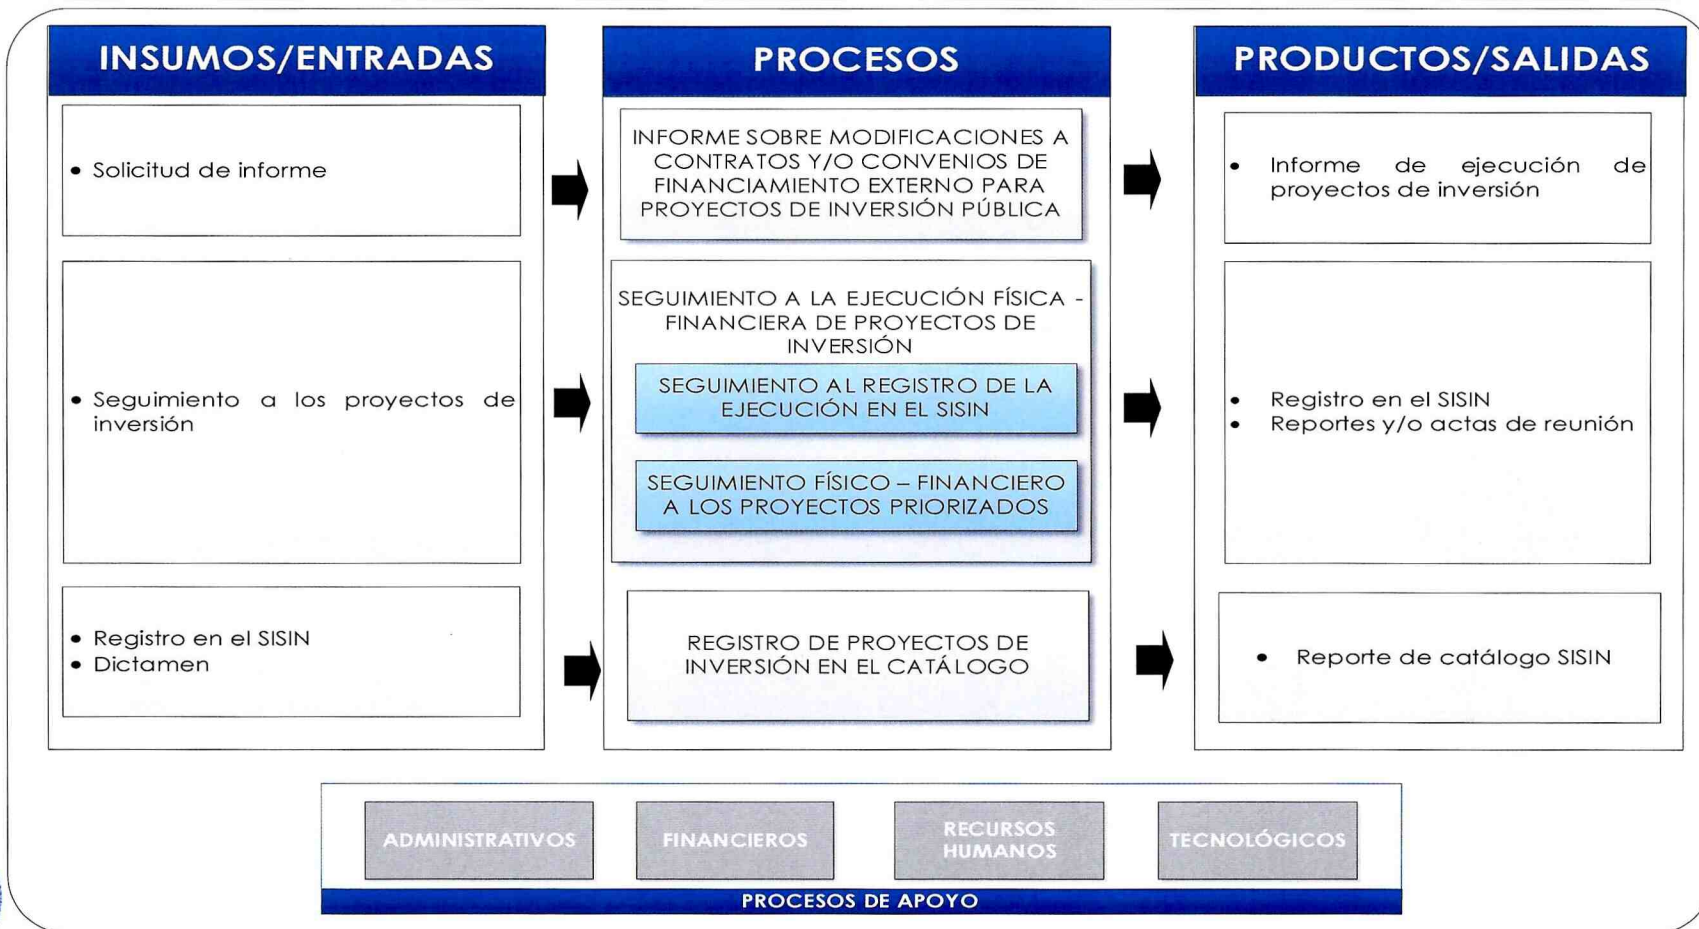 INSUMOS/ENTRADAS
PROCESOS
PRODUCTOS/SALIDAS
• Solicitud de informe
INFORME SOBRE MODIFICACIONES A
CONTRATOS Y/O CONVENIOS DE
FINANCIAMIENTO EXTERNO PARA
PROYECTOS DE INVERSIÓN PÚBLICA
• Informe de ejecución de
proyectos de inversión
• Seguimiento a los proyectos de
inversión
SEGUIMIENTO A LA EJECUCIÓN FÍSICA -
FINANCIERA DE PROYECTOS DE
INVERSIÓN
SEGUIMIENTO AL REGISTRO DE LA
EJECUCIÓN EN EL SISIN
SEGUIMIENTO FÍSICO – FINANCIERO
A LOS PROYECTOS PRIORIZADOS
• Registro en el SISIN
• Reportes y/o actas de reunión
• Registro en el SISIN
• Dictamen
REGISTRO DE PROYECTOS DE
INVERSIÓN EN EL CATÁLOGO
• Reporte de catálogo SISIN
ADMINISTRATIVOS
FINANCIEROS
RECURSOS
HUMANOS
TECNOLÓGICOS
PROCESOS DE APOYO